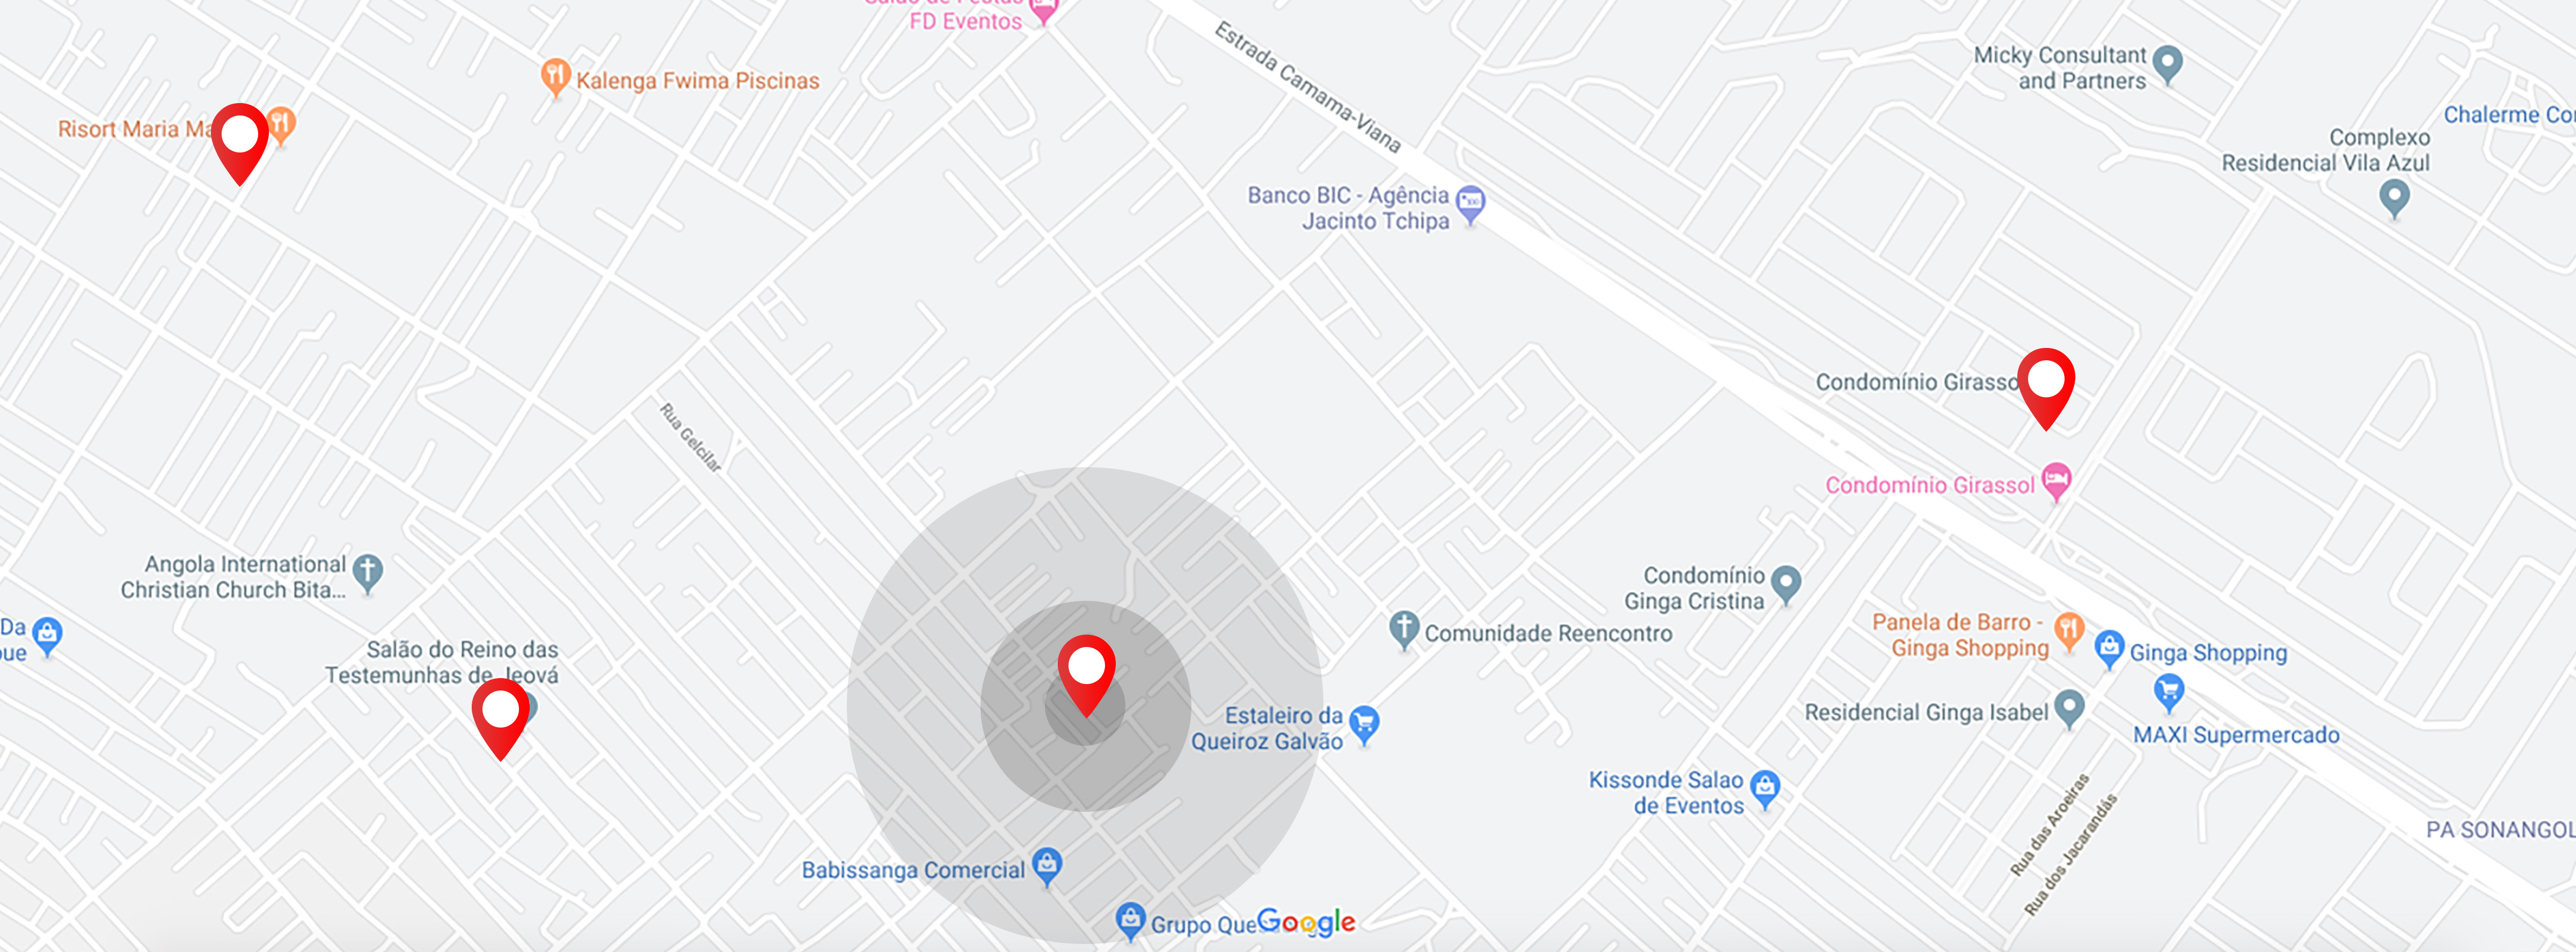 FD Eventos
Estrada Camama-Viana
Micky Consultant
and Partners
Kalenga Fwima Piscinas
Chalerme Co
Risort Maria Ma
Complexo
Residencial Vila Azul
Banco BIC - Agência
Jacinto Tchipa
Condomínio Girasso
Rua Gelcilar
Condomínio Girassol
Angola International
Christian Church Bita...
Condomínio
Ginga Cristina
Da
Panela de Barro -
Ginga Shopping
Comunidade Reencontro
Ginga Shopping
Salão do Reino das
Testemunhas de Jeová
Estaleiro da
Queiroz Galvão
Residencial Ginga Isabel
MAXI Supermercado
Kissonde Salao
de Eventos
Rua das Aroeiras
Rua dos Jacarandás
PA SONANGOL
Babissanga Comercial
Grupo Que
Google